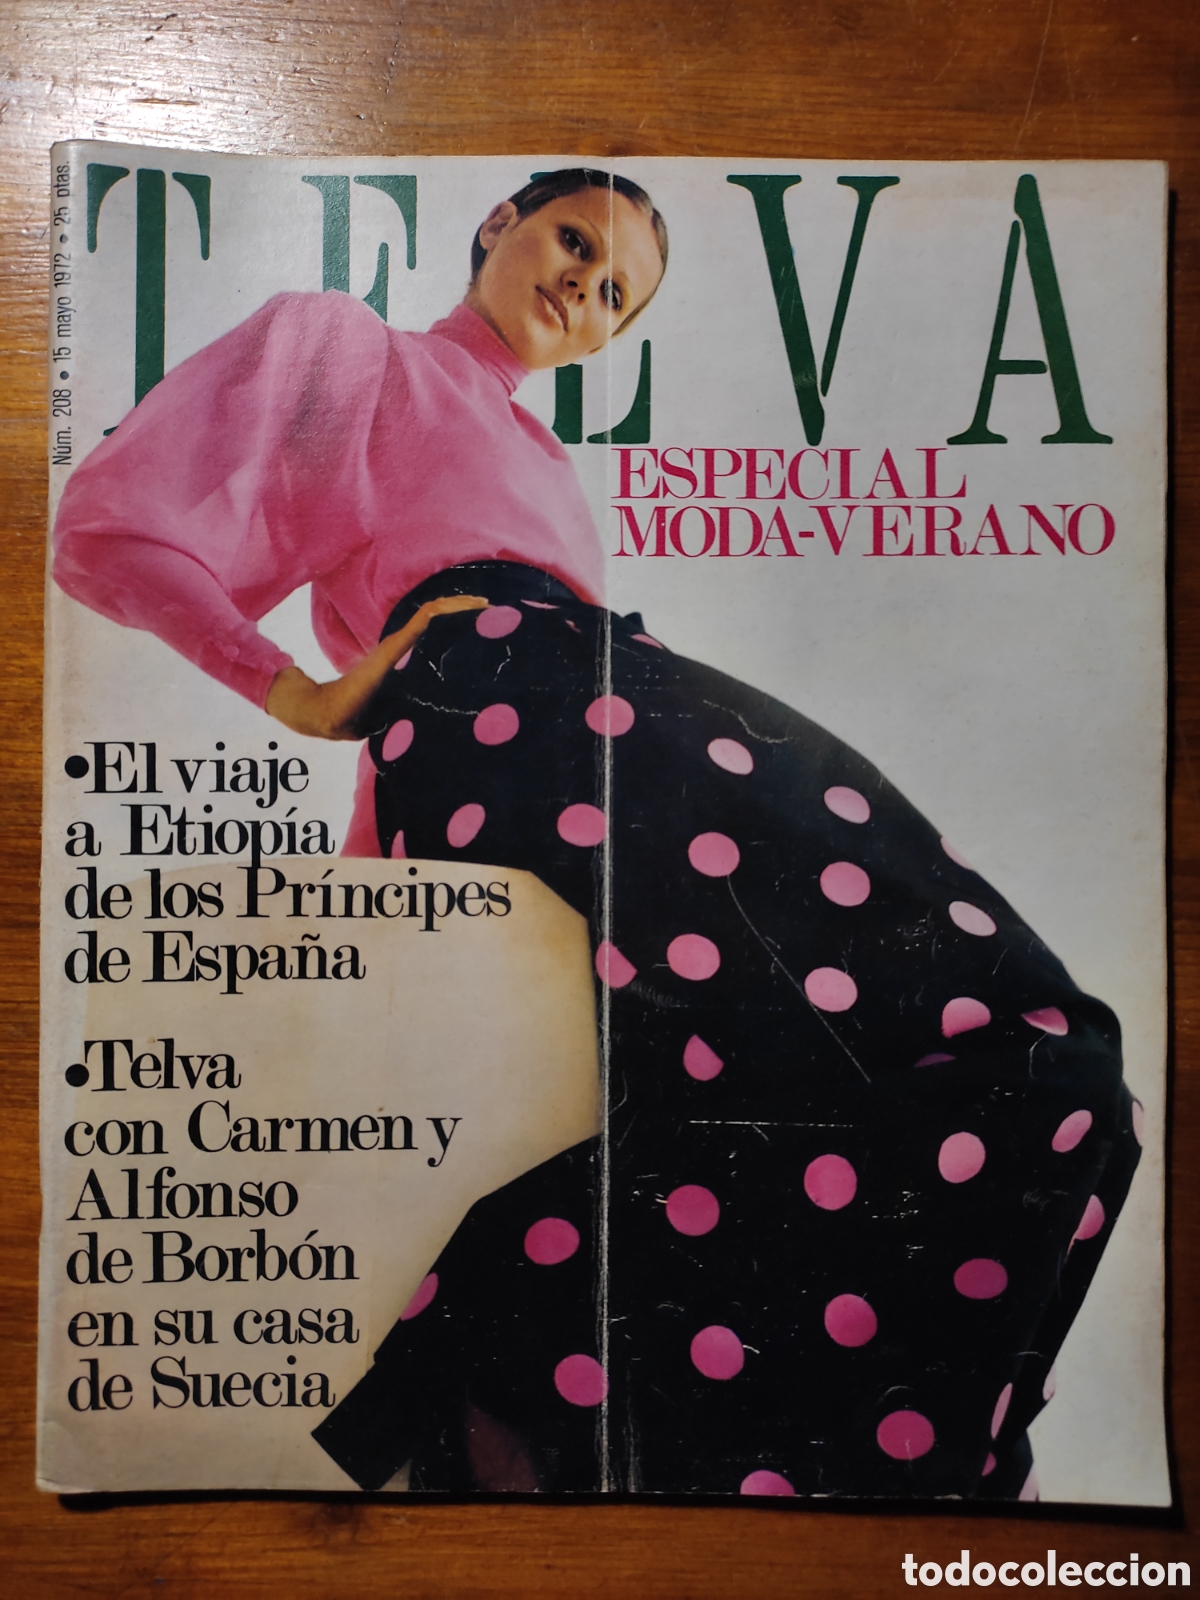 TELVA
Núm. 208 • 15 mayo 1972 • 25 ptas.
ESPECIAL
MODA-VERANO
•El viaje
a Etiopía
de los Príncipes
de España
•Telva
con Carmen y
Alfonso
de Borbón
en su casa
de Suecia
todocoleccion